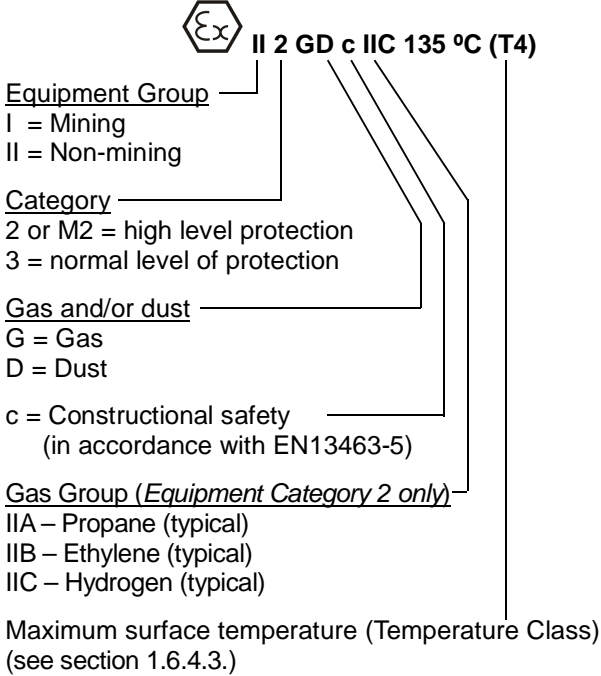 Ex II 2 GD c IIC 135 ºC (T4)
Equipment Group
I = Mining
II = Non-mining
Category
2 or M2 = high level protection
3 = normal level of protection
Gas and/or dust
G = Gas
D = Dust
c = Constructional safety
(in accordance with EN13463-5)
Gas Group (Equipment Category 2 only)
IIA – Propane (typical)
IIB – Ethylene (typical)
IIC – Hydrogen (typical)
Maximum surface temperature (Temperature Class)
(see section 1.6.4.3.)